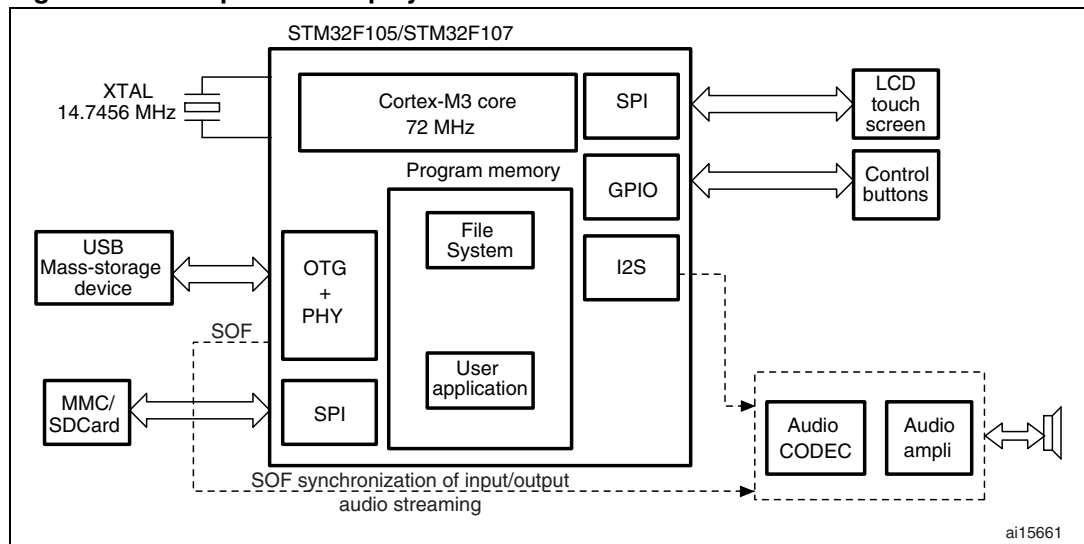 STM32F105/STM32F107
XTAL
14.7456 MHz
Cortex-M3 core
72 MHz
SPI
LCD
touch
screen
Program memory
GPIO
Control
buttons
File
System
USB
Mass-storage
device
OTG
+
PHY
I2S
SOF
User
application
MMC/
SDCard
SPI
Audio
CODEC
Audio
ampli
SOF synchronization of input/output
audio streaming
ai15661